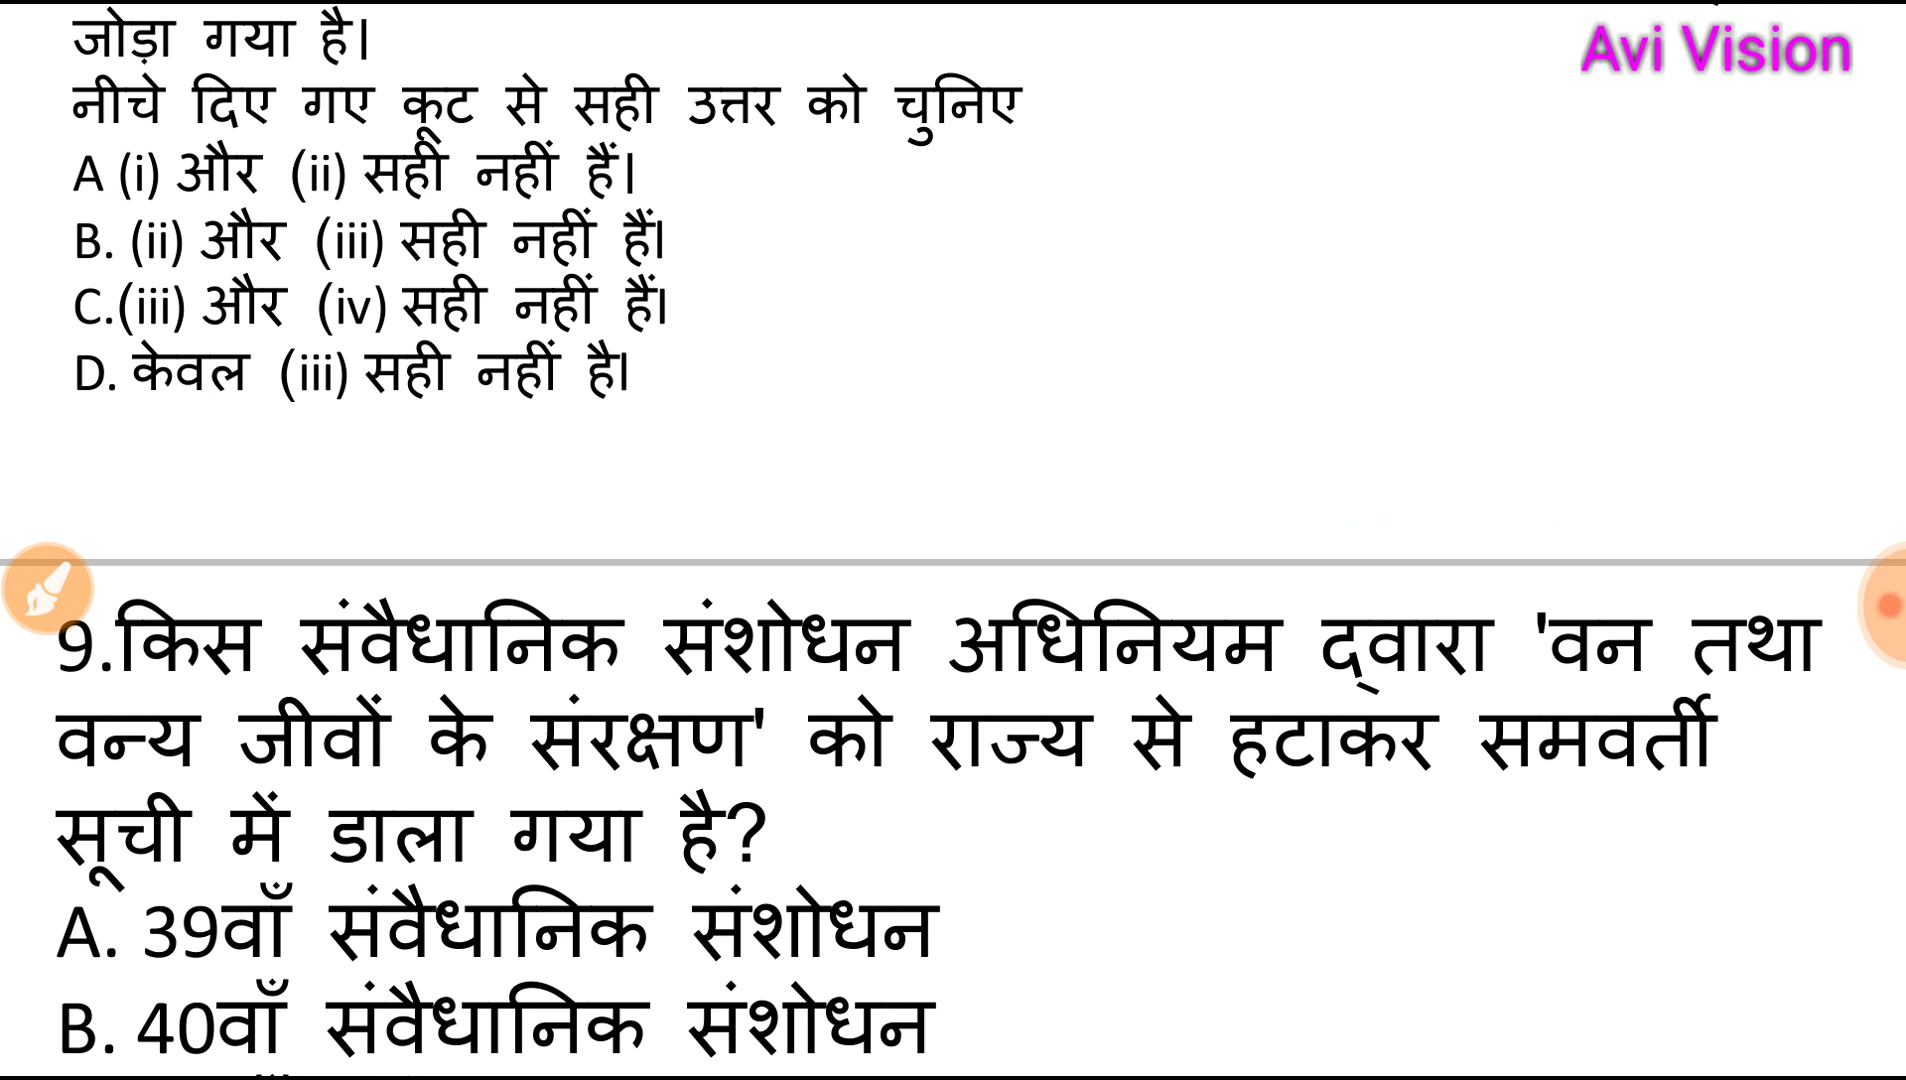 जोड़ा गया है।
Avi Vision
नीचे दिए गए कूट से सही उत्तर को चुनिए
A (i) और (ii) सही नहीं हैं।
B. (ii) और (iii) सही नहीं हैं।
C.(iii) और (iv) सही नहीं हैं।
D. केवल (iii) सही नहीं है।
9.किस संवैधानिक संशोधन अधिनियम द्वारा 'वन तथा
वन्य जीवों के संरक्षण' को राज्य से हटाकर समवर्ती
सूची में डाला गया है?
A. 39वाँ संवैधानिक संशोधन
B. 40वाँ संवैधानिक संशोधन